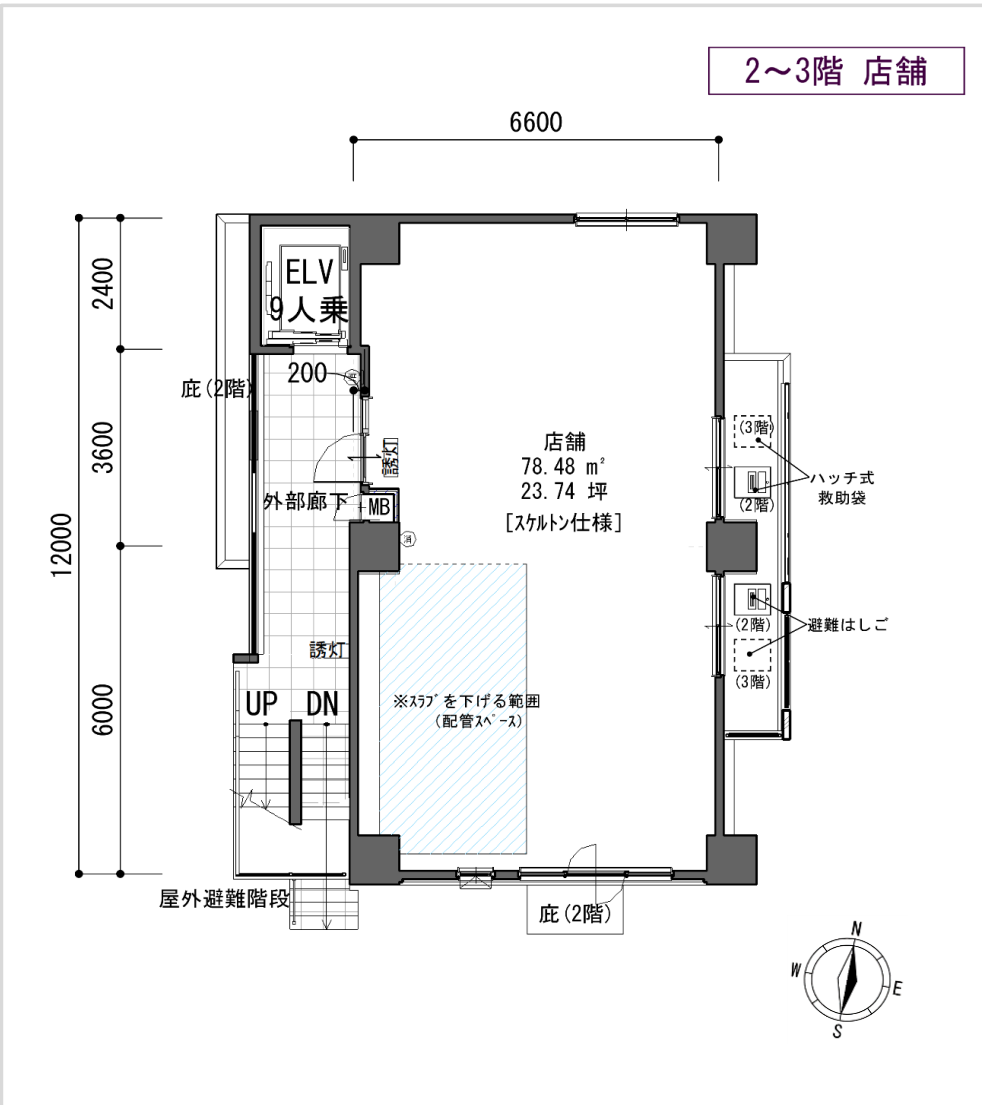 2～3階 店舗
6600
2400
ELV
9人乗
200
庇(2階)
誘灯
3600
店舗
78.48 ㎡
23.74 坪
[スケルトン仕様]
(3階)
ハッチ式
救助袋
(2階)
外部廊下
MB
消
12000
(2階)
避難はしご
(3階)
誘灯
※スラブを下げる範囲
(配管スペース)
UP
DN
6000
屋外避難階段
庇(2階)
N
W
E
S